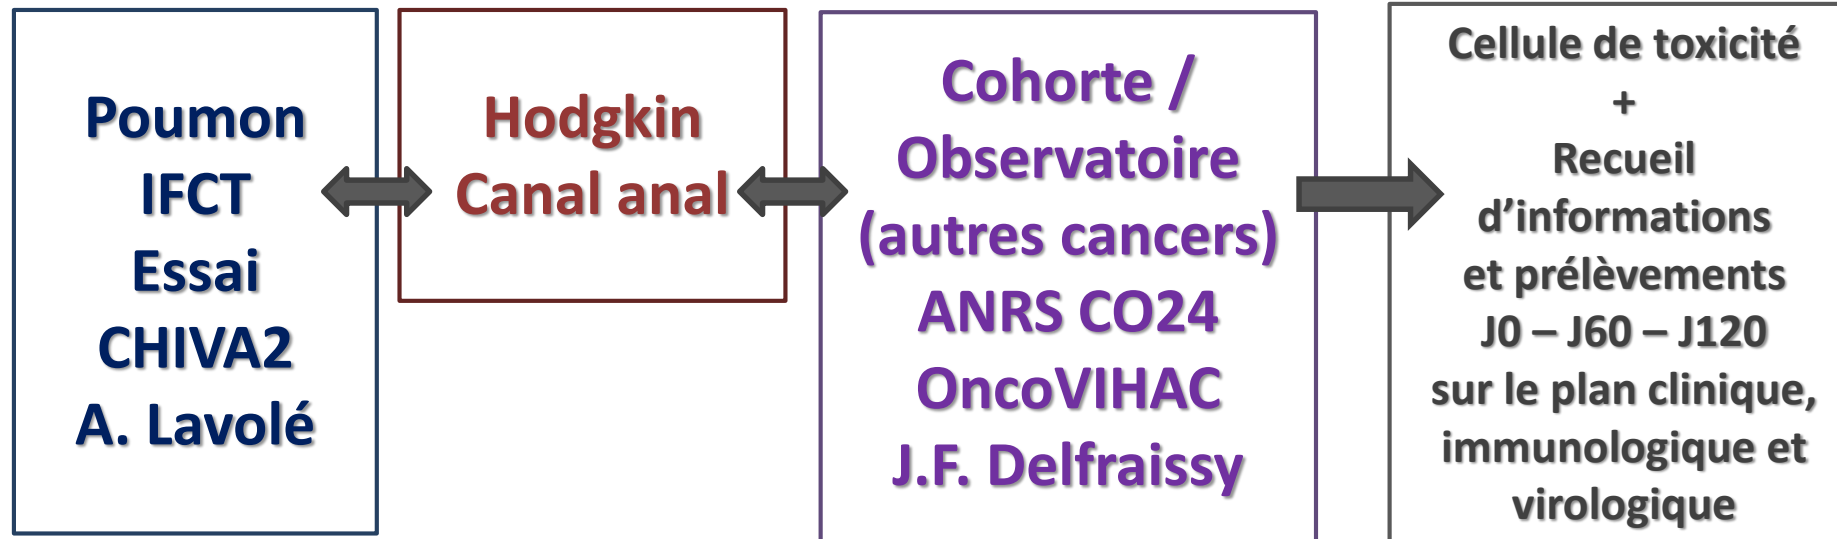 Poumon
IFCT
Essai
CHIVA2
A. Lavolé
Hodgkin
Canal anal
Cohorte /
Observatoire
(autres cancers)
ANRS CO24
OncoVIHAC
J.F. Delfraissy
Cellule de toxicité
+
Recueil
d’informations
et prélèvements
J0 – J60 – J120
sur le plan clinique,
immunologique et
virologique